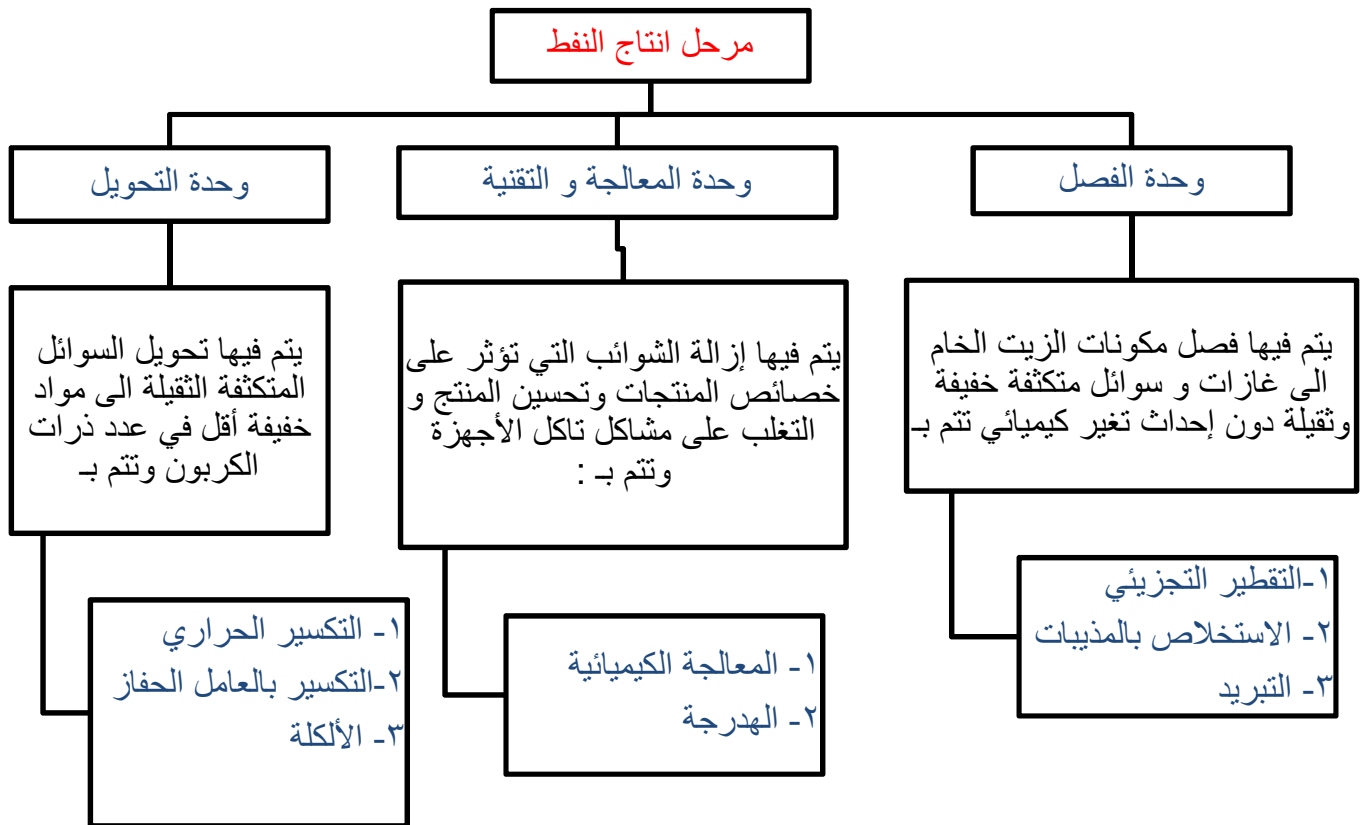 مرحل انتاج النفط
وحدة الفصل
وحدة المعالجة و التقنية
وحدة التحويل
يتم فيها فصل مكونات الزيت الخام
الى غازات و سوائل متكثفة خفيفة
وثقيلة دون إحداث تغير كيميائي تتم بـ
١-التقطير التجزيئي
٢- الاستخلاص بالمذيبات
٣- التبريد
يتم فيها إزالة الشوائب التي تؤثر على
خصائص المنتجات وتحسين المنتج و
التغلب على مشاكل تاكل الأجهزة
وتتم بـ :
١- المعالجة الكيميائية
٢- الهدرجة
يتم فيها تحويل السوائل
المتكثفة الثقيلة الى مواد
خفيفة أقل في عدد ذرات
الكربون وتتم بـ
١- التكسير الحراري
٢-التكسير بالعامل الحفاز
٣- الألكلة